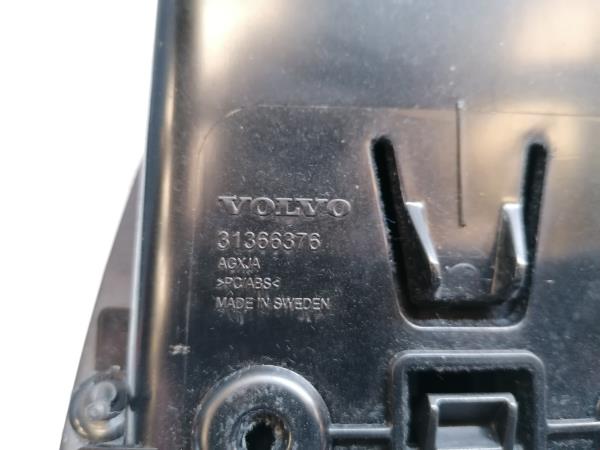 VOLVO
31366376
AGXJA
>PC/ABS<
MADE IN SWEDEN